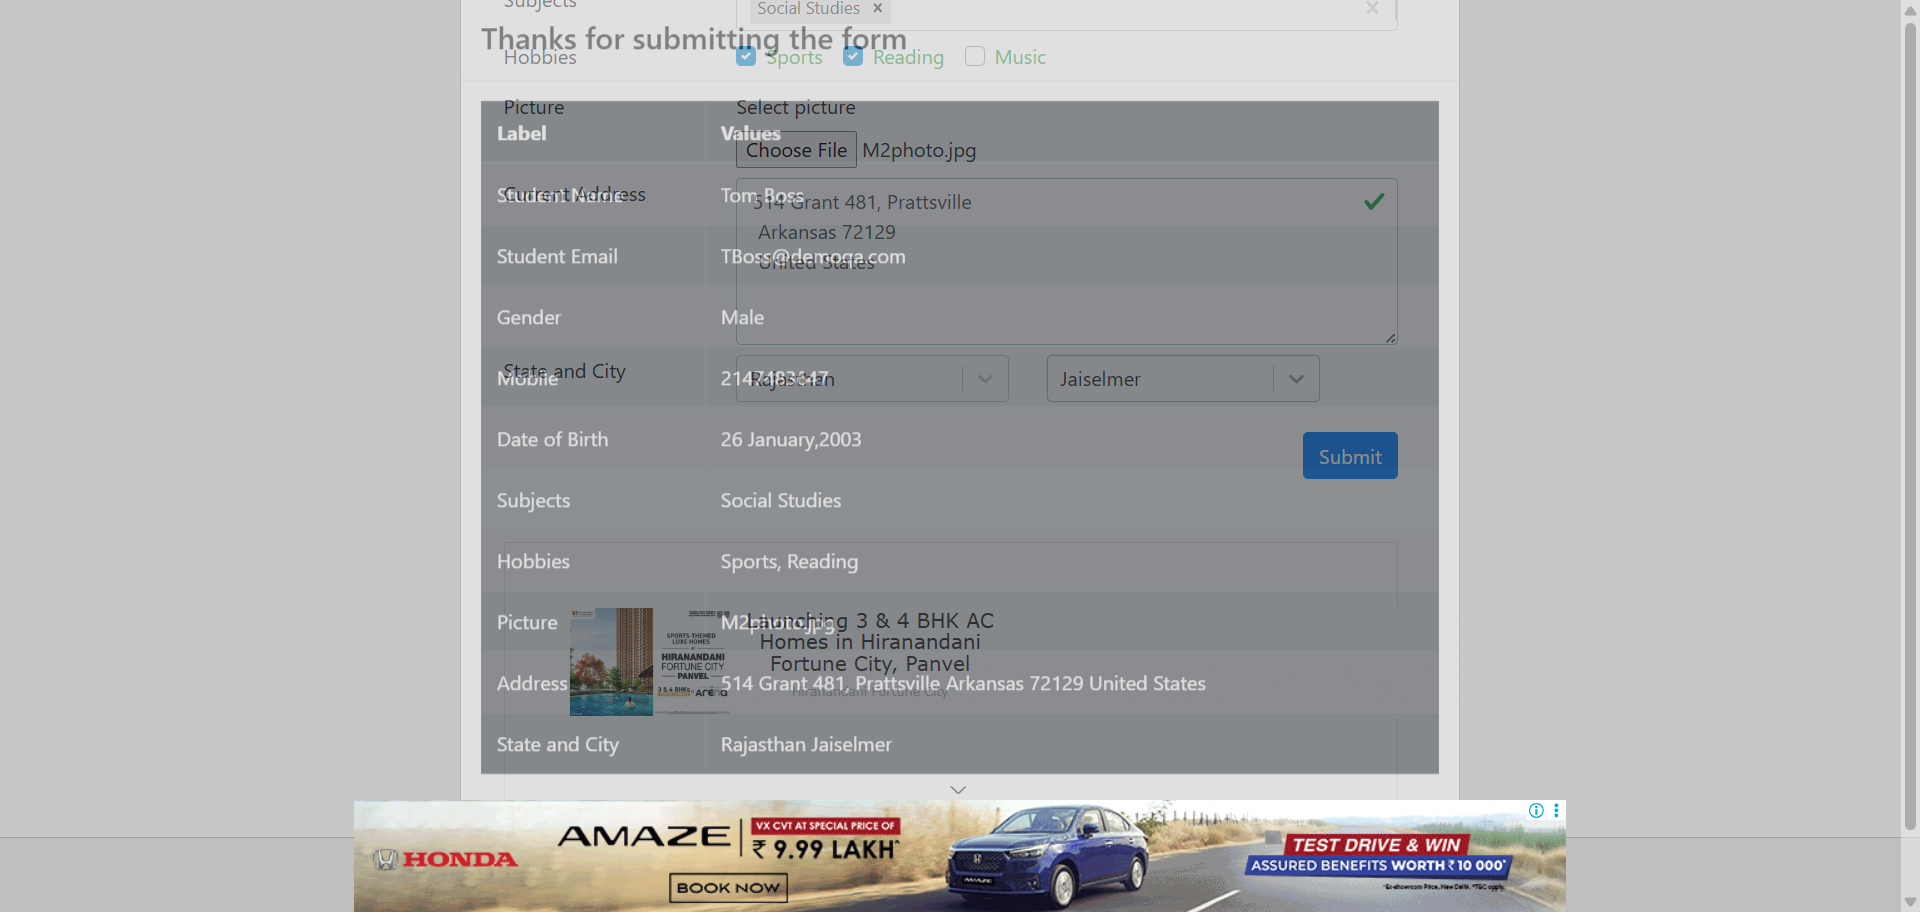 Subjects
Social Studies ×
Thanks for submitting the form
Hobbies
Sports
Reading
Music
Picture
Select picture
Label Values
Choose File M2photo.jpg
Current Address
514 Grant 481, Prattsville
Arkansas 72129
United States
Student Name Tom Boss
Student Email TBoss@demoqa.com
Gender Male
State and City
Rajasthan
Jaiselmer
Mobile
Date of Birth 26 January,2003
Submit
Subjects Social Studies
Hobbies Sports, Reading
Picture M2photo.jpg
Launching 3 & 4 BHK AC
Homes in Hiranandani
Fortune City, Panvel
Hiranandani Fortune City
SPORTS-THEMED
LUXE HOMES
HIRANANDANI
FORTUNE CITY
PANVEL
3 & 4 BHKs
arena
Address 514 Grant 481, Prattsville Arkansas 72129 United States
State and City Rajasthan Jaiselmer
HONDA
AMAZE
VX CVT AT SPECIAL PRICE OF
₹ 9.99 LAKH^
BOOK NOW
AMAZE
TEST DRIVE & WIN
ASSURED BENEFITS WORTH ₹ 10 000*
*Ex-showroom Price, New Delhi. *T&C apply.